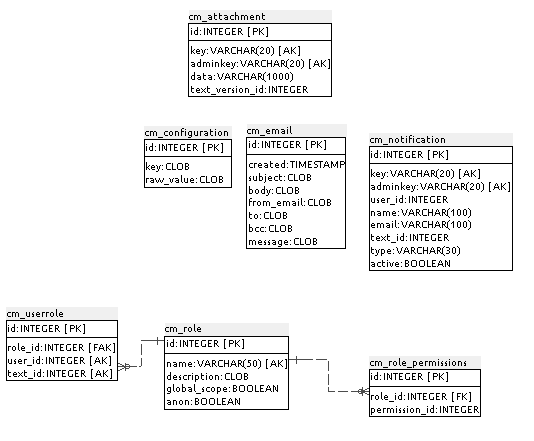 cm_attachment
id:INTEGER [PK]
key:VARCHAR(20) [AK]
adminkey:VARCHAR(20) [AK]
data:VARCHAR(1000)
text_version_id:INTEGER
cm_configuration
id:INTEGER [PK]
key:CLOB
raw_value:CLOB
cm_email
id:INTEGER [PK]
created:TIMESTAMP
subject:CLOB
body:CLOB
from_email:CLOB
to:CLOB
bcc:CLOB
message:CLOB
cm_notification
id:INTEGER [PK]
key:VARCHAR(20) [AK]
adminkey:VARCHAR(20) [AK]
user_id:INTEGER
name:VARCHAR(100)
email:VARCHAR(100)
text_id:INTEGER
type:VARCHAR(30)
active:BOOLEAN
cm_userrole
id:INTEGER [PK]
role_id:INTEGER [FAK]
user_id:INTEGER [AK]
text_id:INTEGER [AK]
cm_role
id:INTEGER [PK]
name:VARCHAR(50) [AK]
description:CLOB
global_scope:BOOLEAN
anon:BOOLEAN
cm_role_permissions
id:INTEGER [PK]
role_id:INTEGER [FK]
permission_id:INTEGER